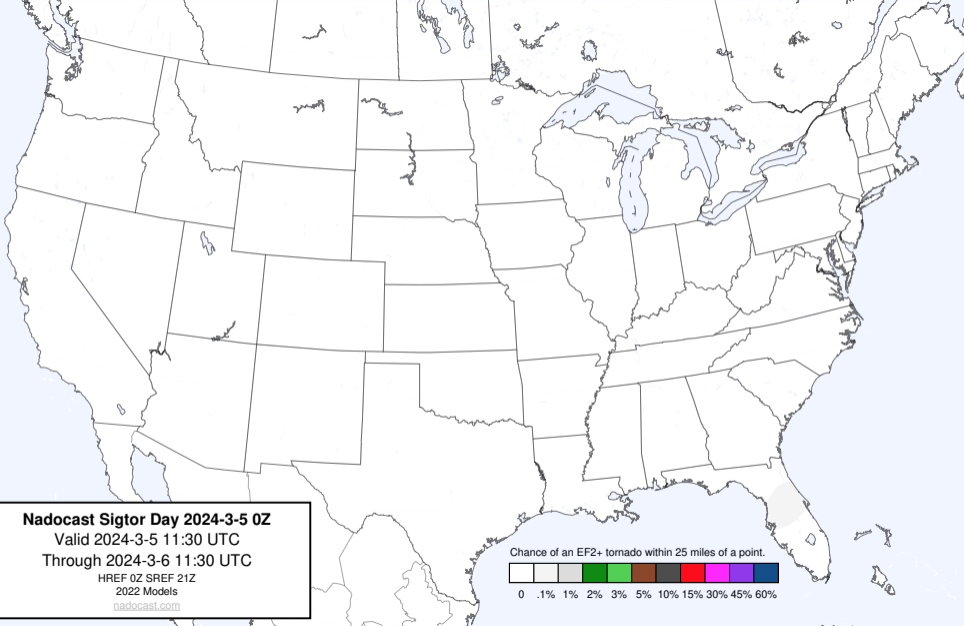 Nadocast Sigtor Day 2024-3-5 0Z
Valid 2024-3-5 11:30 UTC
Through 2024-3-6 11:30 UTC
HREF 0Z SREF 21Z
2022 Models
nadocast.com
Chance of an EF2+ tornado within 25 miles of a point.
0 .1% 1% 2% 3% 5% 10% 15% 30% 45% 60%